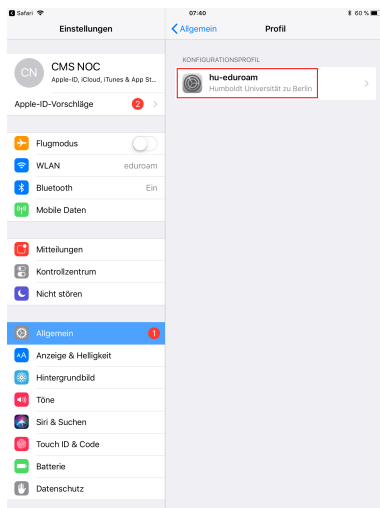 Safari
07:40
60 %
Einstellungen
Allgemein
Profil
CN
CMS NOC
Apple-ID, iCloud, iTunes & App St...
Apple-ID-Vorschläge
2
Flugmodus
WLAN
eduroam
Bluetooth
Ein
Mobile Daten
Mitteilungen
Kontrollzentrum
Nicht stören
Allgemein
1
AA
Anzeige & Helligkeit
Hintergrundbild
Töne
Siri & Suchen
Touch ID & Code
Batterie
Datenschutz
KONFIGURATIONSPROFIL
hu-eduroam
Humboldt Universität zu Berlin